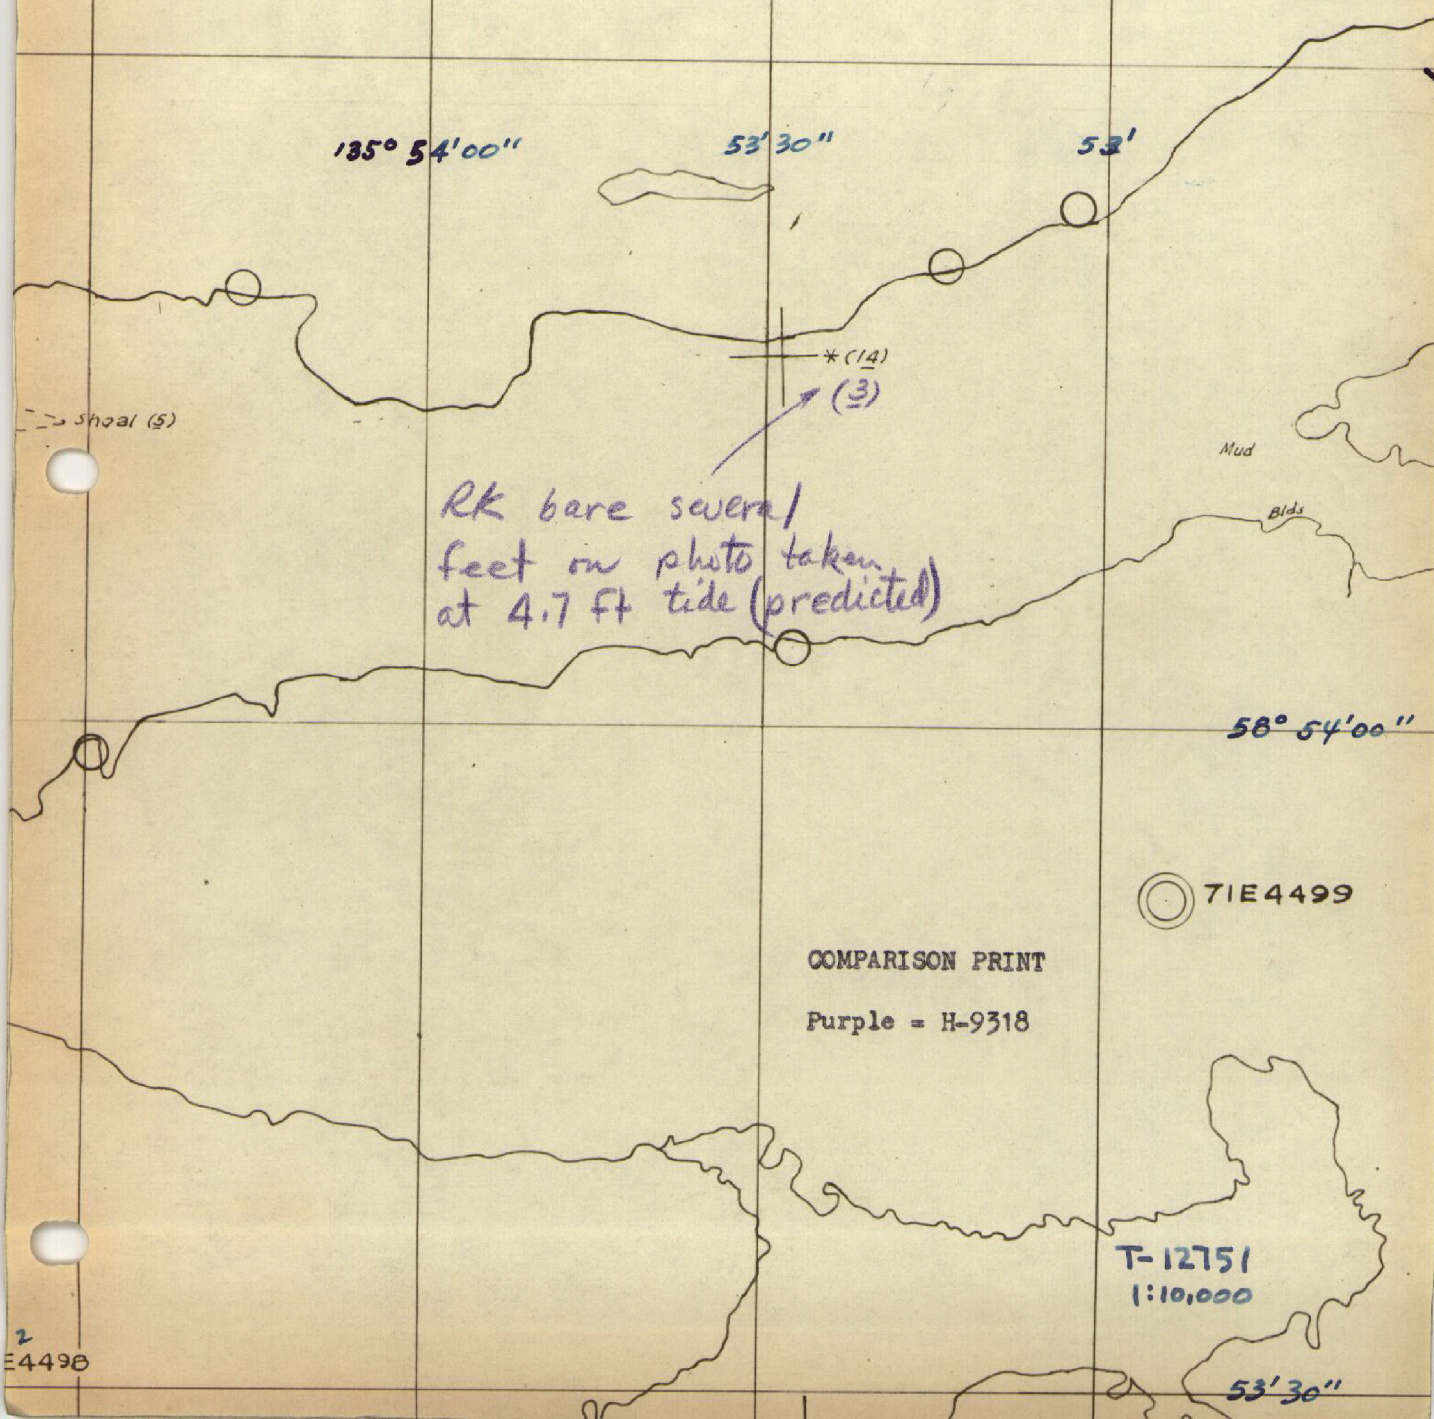 135° 54'00"
53'30"
53'
*(14)
(3)
Shoal (5)
Mud
Blds
RK bare several
feet on photo taken
at 4.7 ft tide (predicted)
58° 54'00"
71E4499
COMPARISON PRINT
Purple = H-9318
T-12751
1:10,000
2
E4498
53'30"